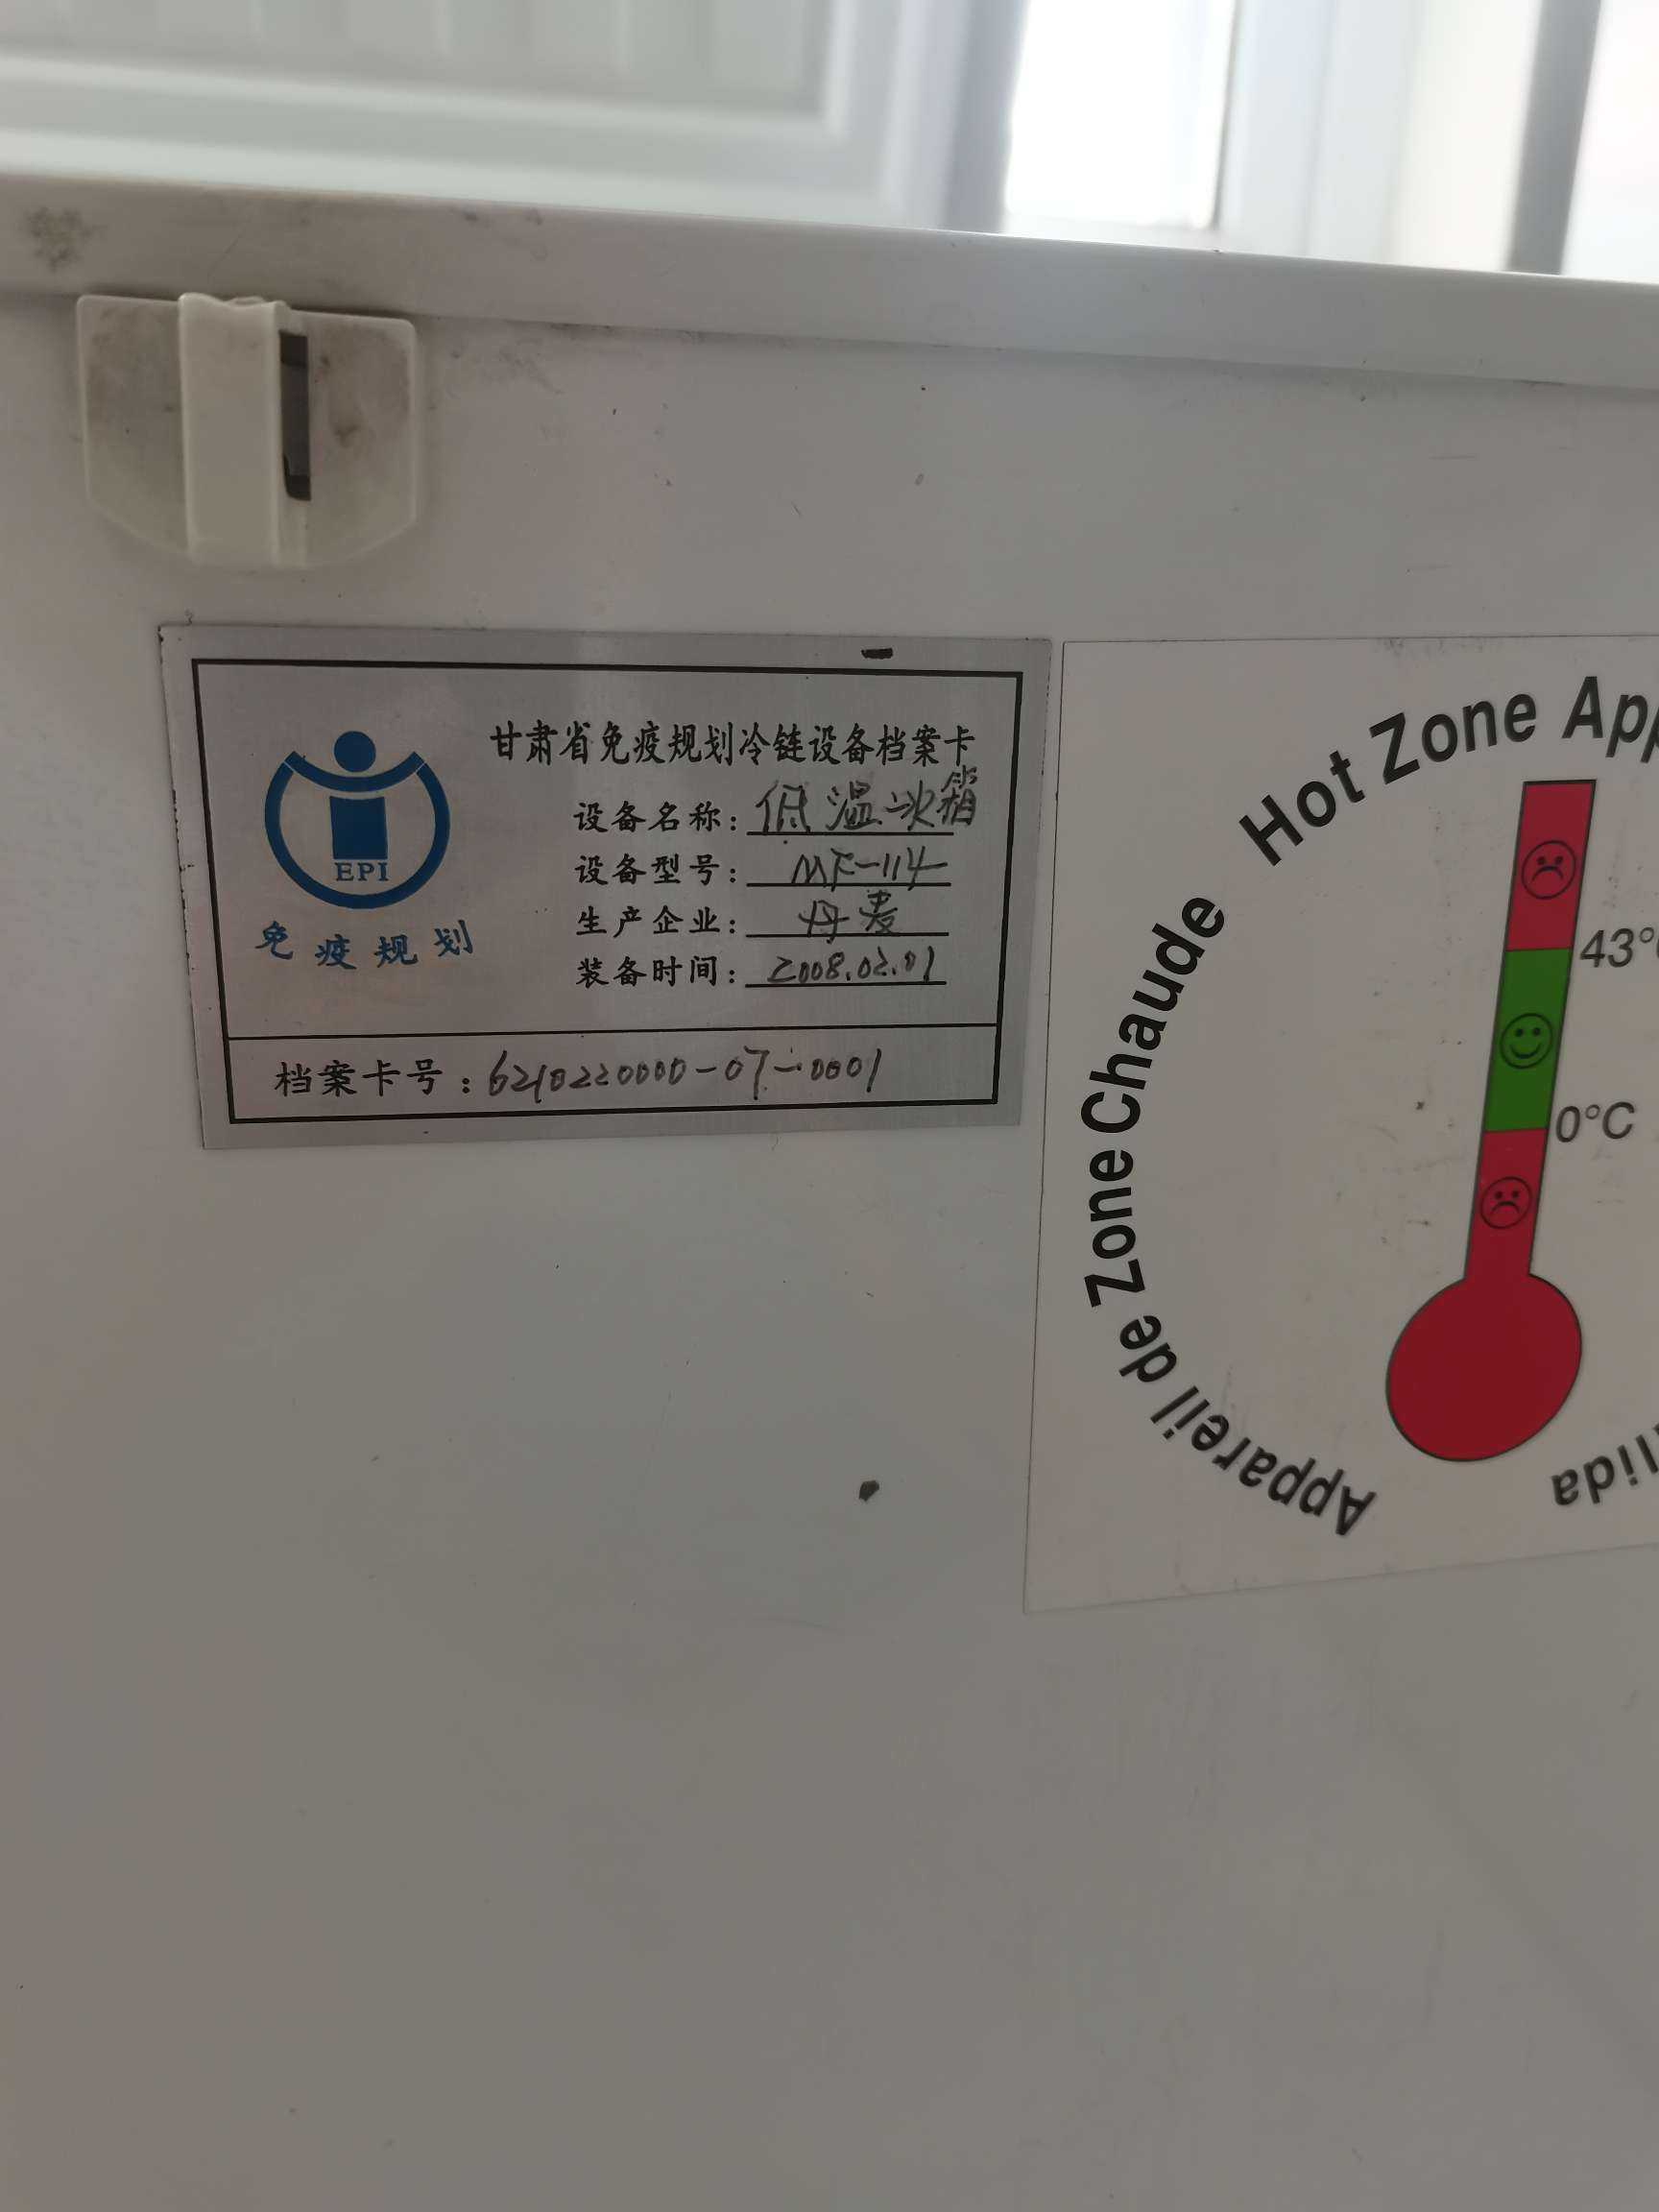 甘肃省免疫规划冷链设备档案卡
设备名称：低温冰箱
设备型号：MF-114
生产企业：丹麦
装备时间：2008.02.01
EPI
免疫规划
档案卡号：6210220000-07-0001
Hot Zone App
43°
0°C
Appareil de Zone Chaude
lida